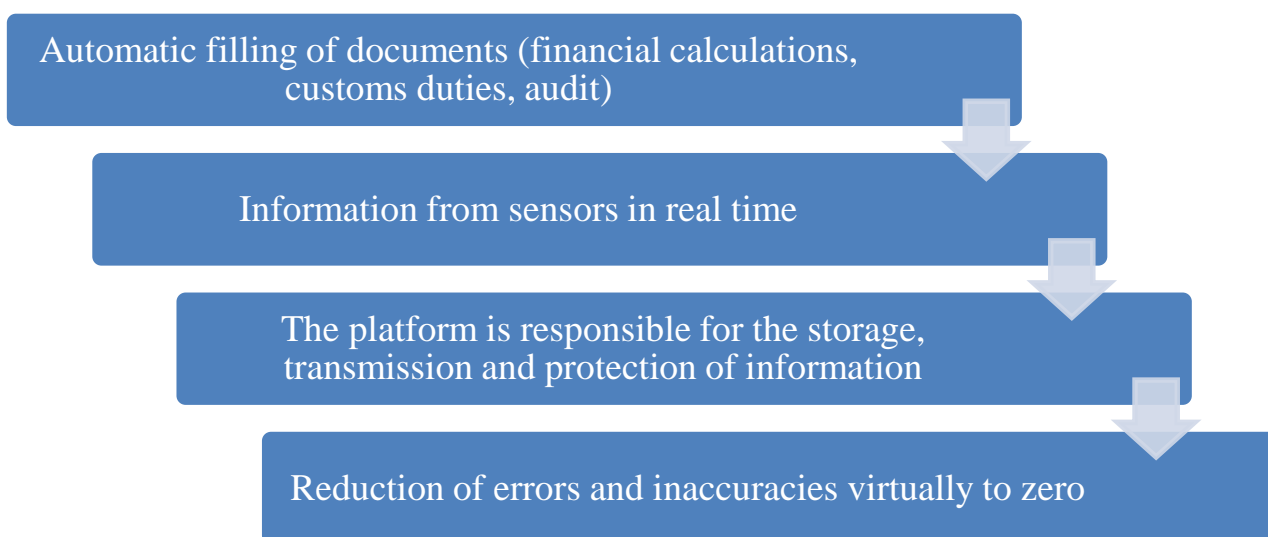 Automatic filling of documents (financial calculations,
customs duties, audit)
Information from sensors in real time
The platform is responsible for the storage,
transmission and protection of information
Reduction of errors and inaccuracies virtually to zero